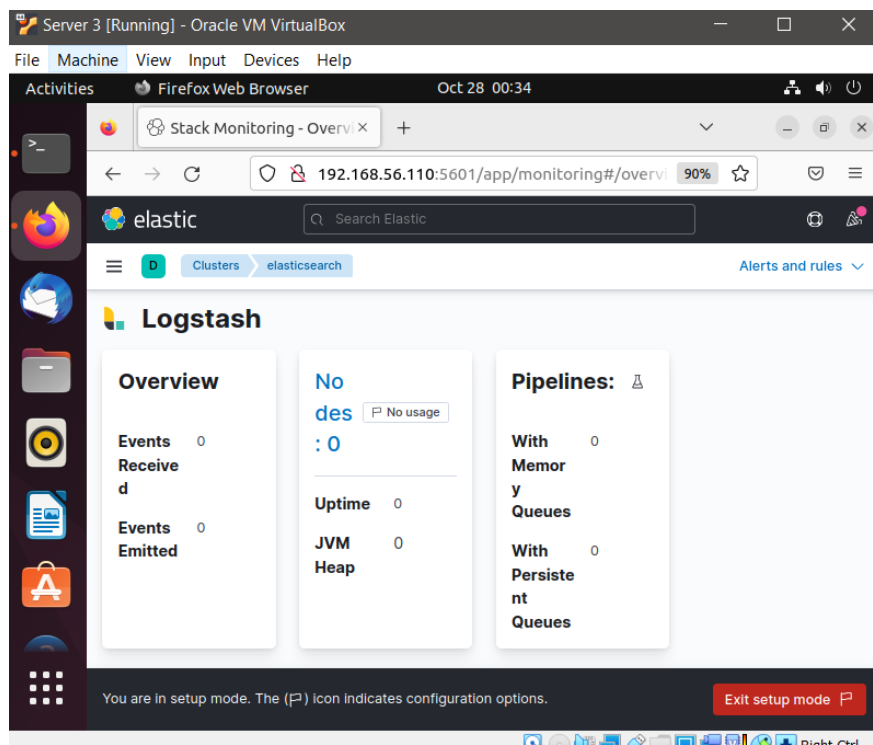 Server 3 [Running] - Oracle VM VirtualBox
File Machine View Input Devices Help
Activities Firefox Web Browser Oct 28 00:34
Stack Monitoring - Overvi
192.168.56.110:5601/app/monitoring#/overvi 90%
elastic Search Elastic
D Clusters elasticsearch Alerts and rules
Logstash
Overview
Events 0
Receive
d
Events 0
Emitted
No
des No usage
: 0
Uptime 0
JVM 0
Heap
Pipelines:
With 0
Memor
y
Queues
With 0
Persiste
nt
Queues
You are in setup mode. The ( ) icon indicates configuration options. Exit setup mode
Right Ctrl